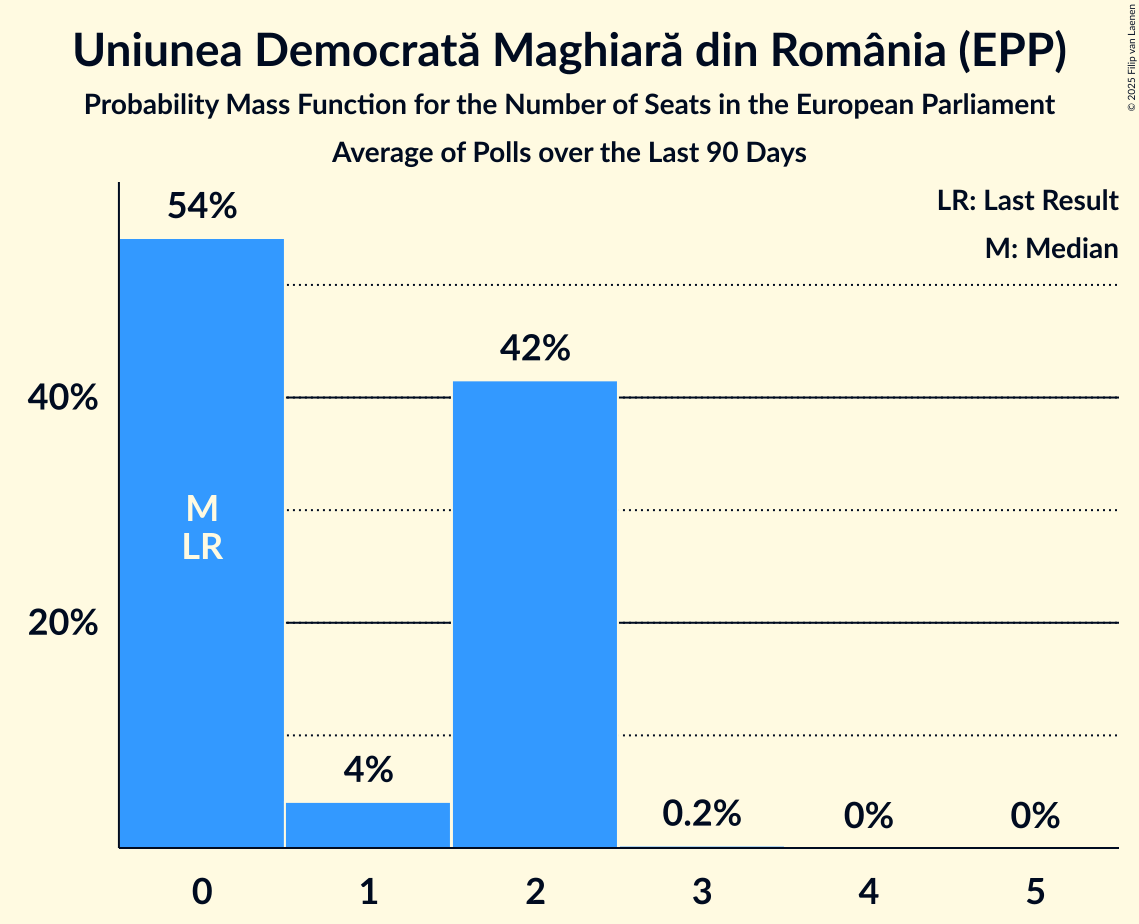 Uniunea Democrată Maghiară din România (EPP)
Probability Mass Function for the Number of Seats in the European Parliament
Average of Polls over the Last 90 Days
© 2025 Filip van Laenen
LR: Last Result
M: Median
54%
42%
40%
M
LR
20%
4%
0.2%
0%
0%
0
1
2
3
4
5